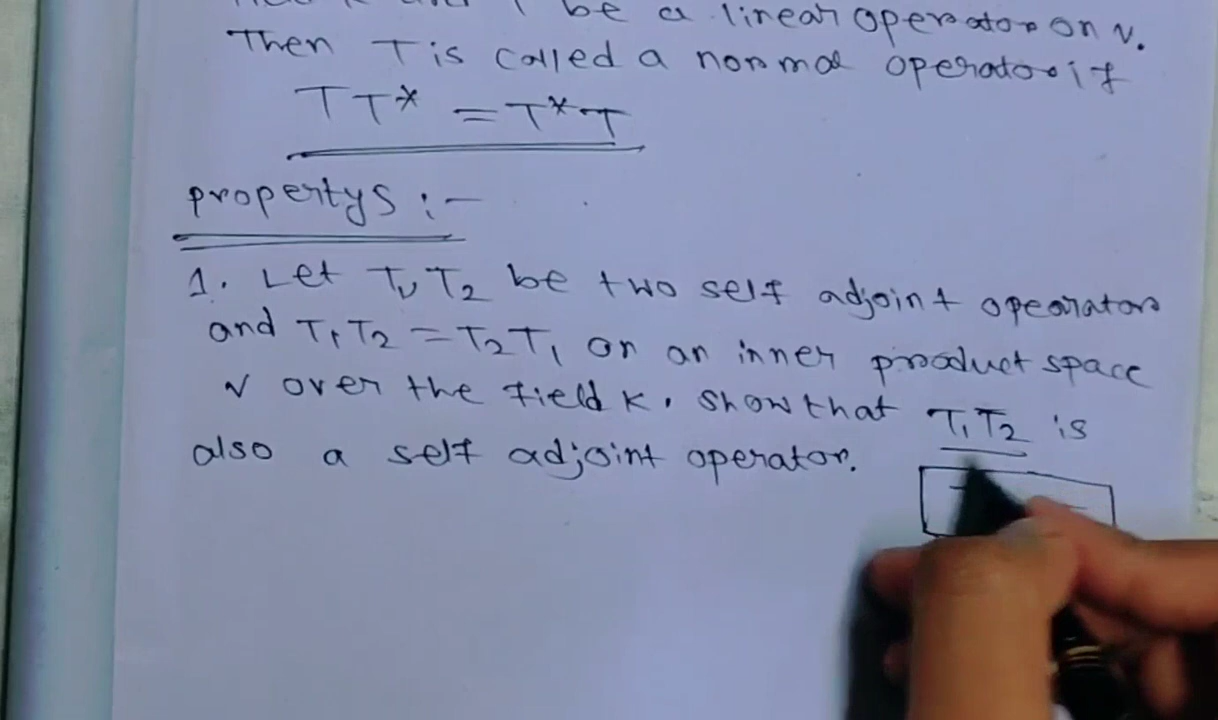 be a linear operator on V.
Then T is called a normal operator if
TT* = T*T
propertys :-
1. Let T1, T2 be two self adjoint opearators
and T1T2 = T2T1 on an inner product space
V over the field K. show that T1T2 is
also a self adjoint operator.